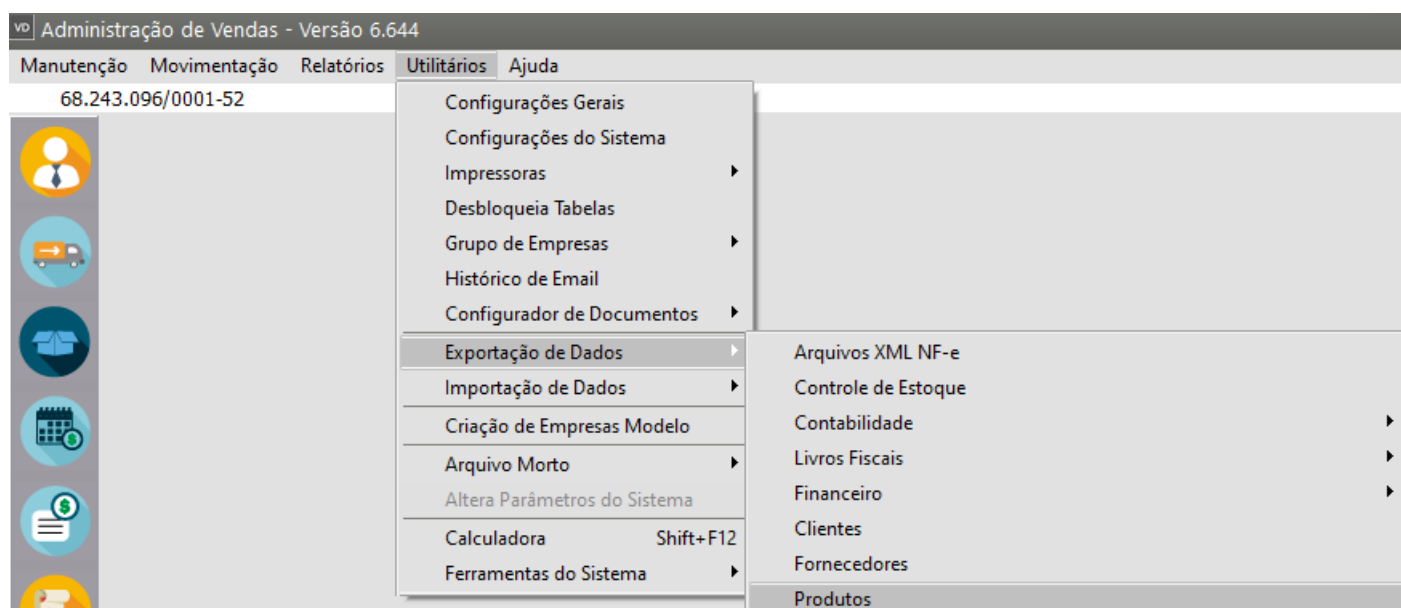 VD Administração de Vendas - Versão 6.644
Manutenção Movimentação Relatórios Utilitários Ajuda
68.243.096/0001-52
Configurações Gerais
Configurações do Sistema
Impressoras
Desbloqueia Tabelas
Grupo de Empresas
Histórico de Email
Configurador de Documentos
Exportação de Dados
Importação de Dados
Criação de Empresas Modelo
Arquivo Morto
Altera Parâmetros do Sistema
Calculadora Shift+F12
Ferramentas do Sistema
Arquivos XML NF-e
Controle de Estoque
Contabilidade
Livros Fiscais
Financeiro
Clientes
Fornecedores
Produtos